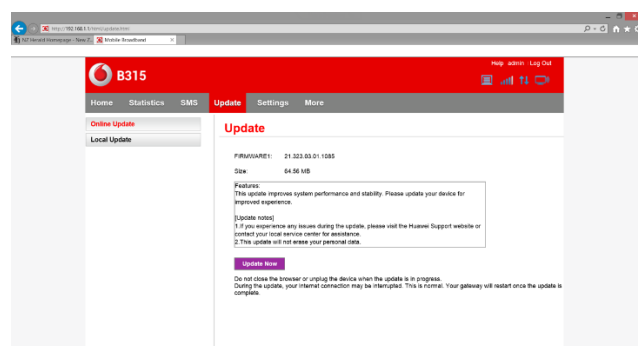 http://192.168.1.1/html/update.html
NZ Herald Homepage - New Z...
Mobile Broadband
Help admin Log Out
B315
Home Statistics SMS Update Settings More
Online Update
Local Update
Update
FIRMWARE1: 21.323.03.01.1085
Size: 64.56 MB
Features:
This update improves system performance and stability. Please update your device for
improved experience.
[Update notes]
1.If you experience any issues during the update, please visit the Huawei Support website or
contact your local service center for assistance.
2.This update will not erase your personal data.
Update Now
Do not close the browser or unplug the device when the update is in progress.
During the update, your internet connection may be interrupted. This is normal. Your gateway will restart once the update is
complete.